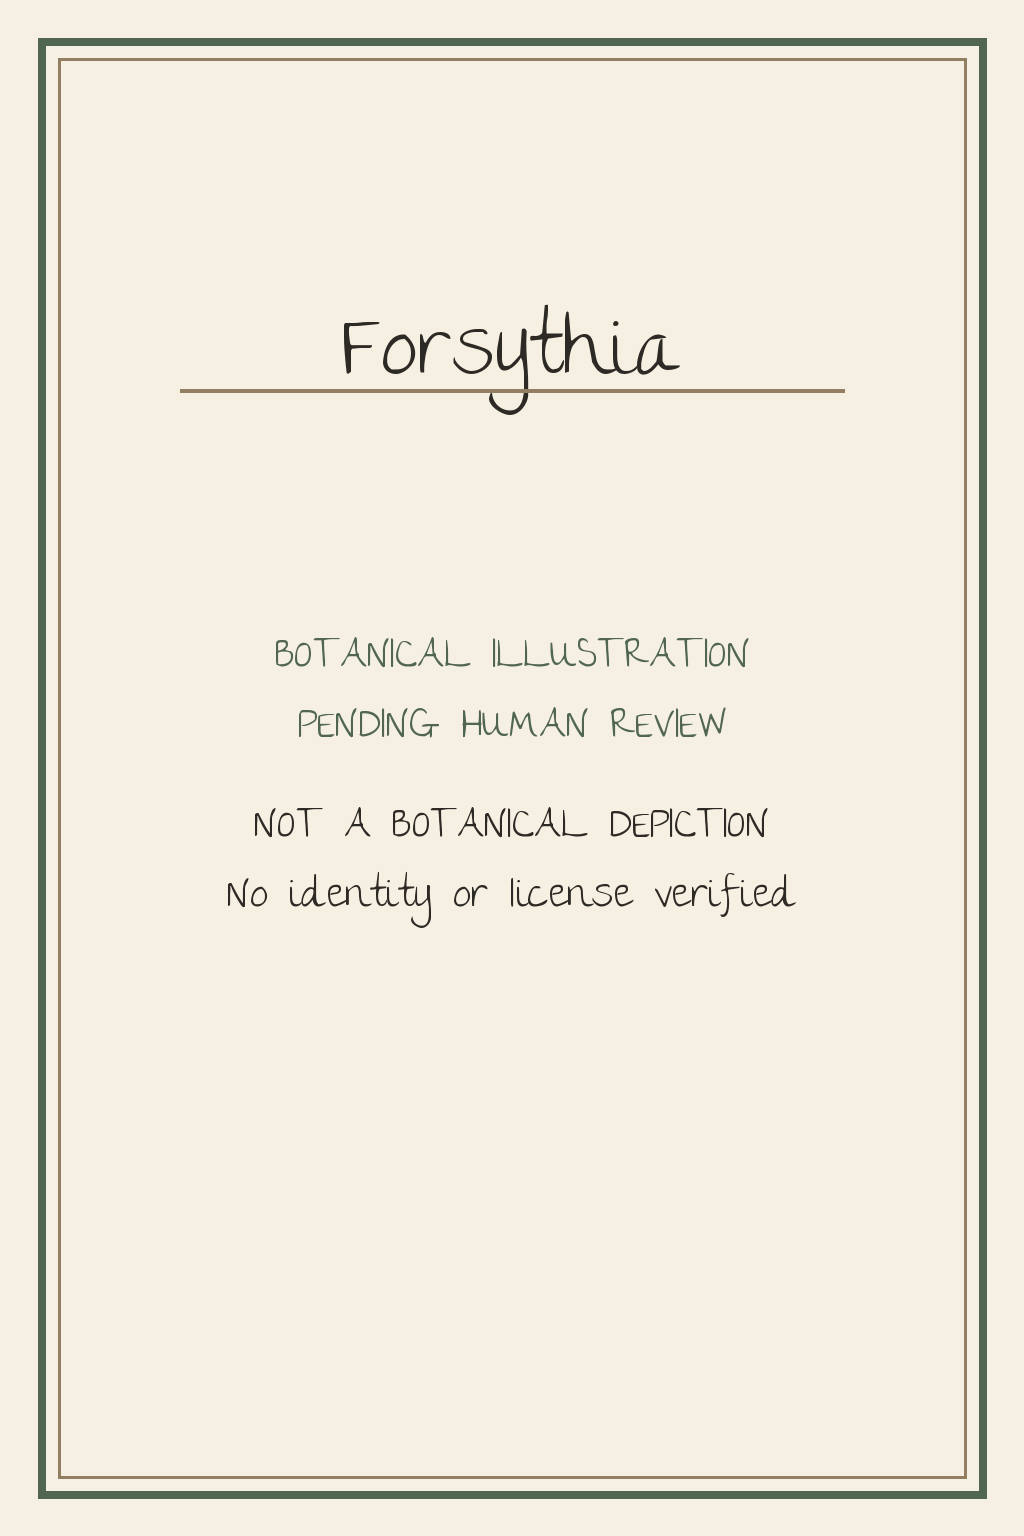 Forsythia
BOTANICAL ILLUSTRATION
PENDING HUMAN REVIEW
NOT A BOTANICAL DEPICTION
No identity or license verified